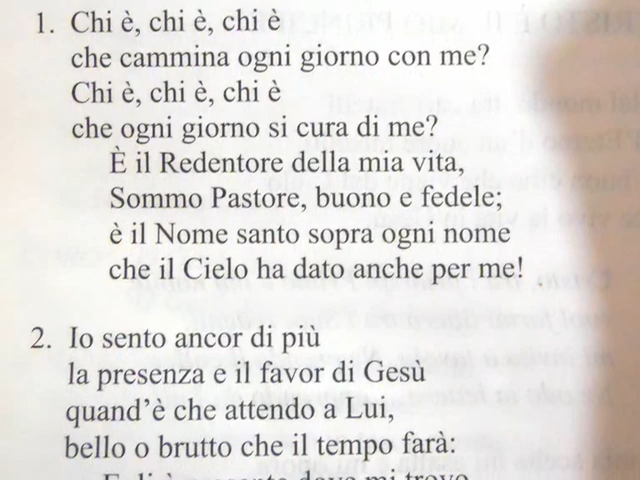 1. Chi è, chi è, chi è
che cammina ogni giorno con me?
Chi è, chi è, chi è
che ogni giorno si cura di me?
È il Redentore della mia vita,
Sommo Pastore, buono e fedele;
è il Nome santo sopra ogni nome
che il Cielo ha dato anche per me!
2. Io sento ancor di più
la presenza e il favor di Gesù
quand'è che attendo a Lui,
bello o brutto che il tempo farà: